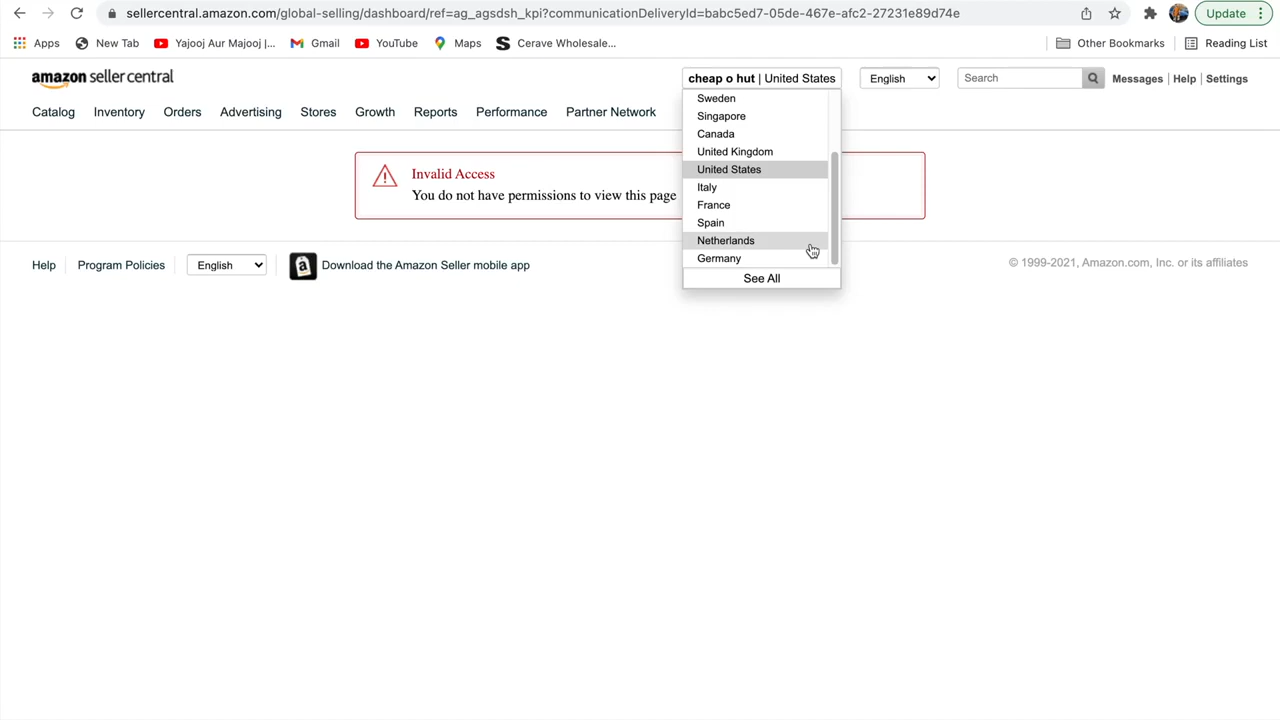 sellercentral.amazon.com/global-selling/dashboard/ref=ag_agsdsh_kpi?communicationDeliveryId=babc5ed7-05de-467e-afc2-27231e89d74e
Update
Apps
New Tab
Yajooj Aur Majooj |...
Gmail
YouTube
Maps
Cerave Wholesale...
Other Bookmarks
Reading List
amazon seller central
cheap o hut | United States
English
Search
Messages | Help | Settings
Catalog
Inventory
Orders
Advertising
Stores
Growth
Reports
Performance
Partner Network
Sweden
Singapore
Canada
United Kingdom
United States
Italy
France
Spain
Netherlands
Germany
See All
Invalid Access
You do not have permissions to view this page
Help
Program Policies
English
Download the Amazon Seller mobile app
© 1999-2021, Amazon.com, Inc. or its affiliates